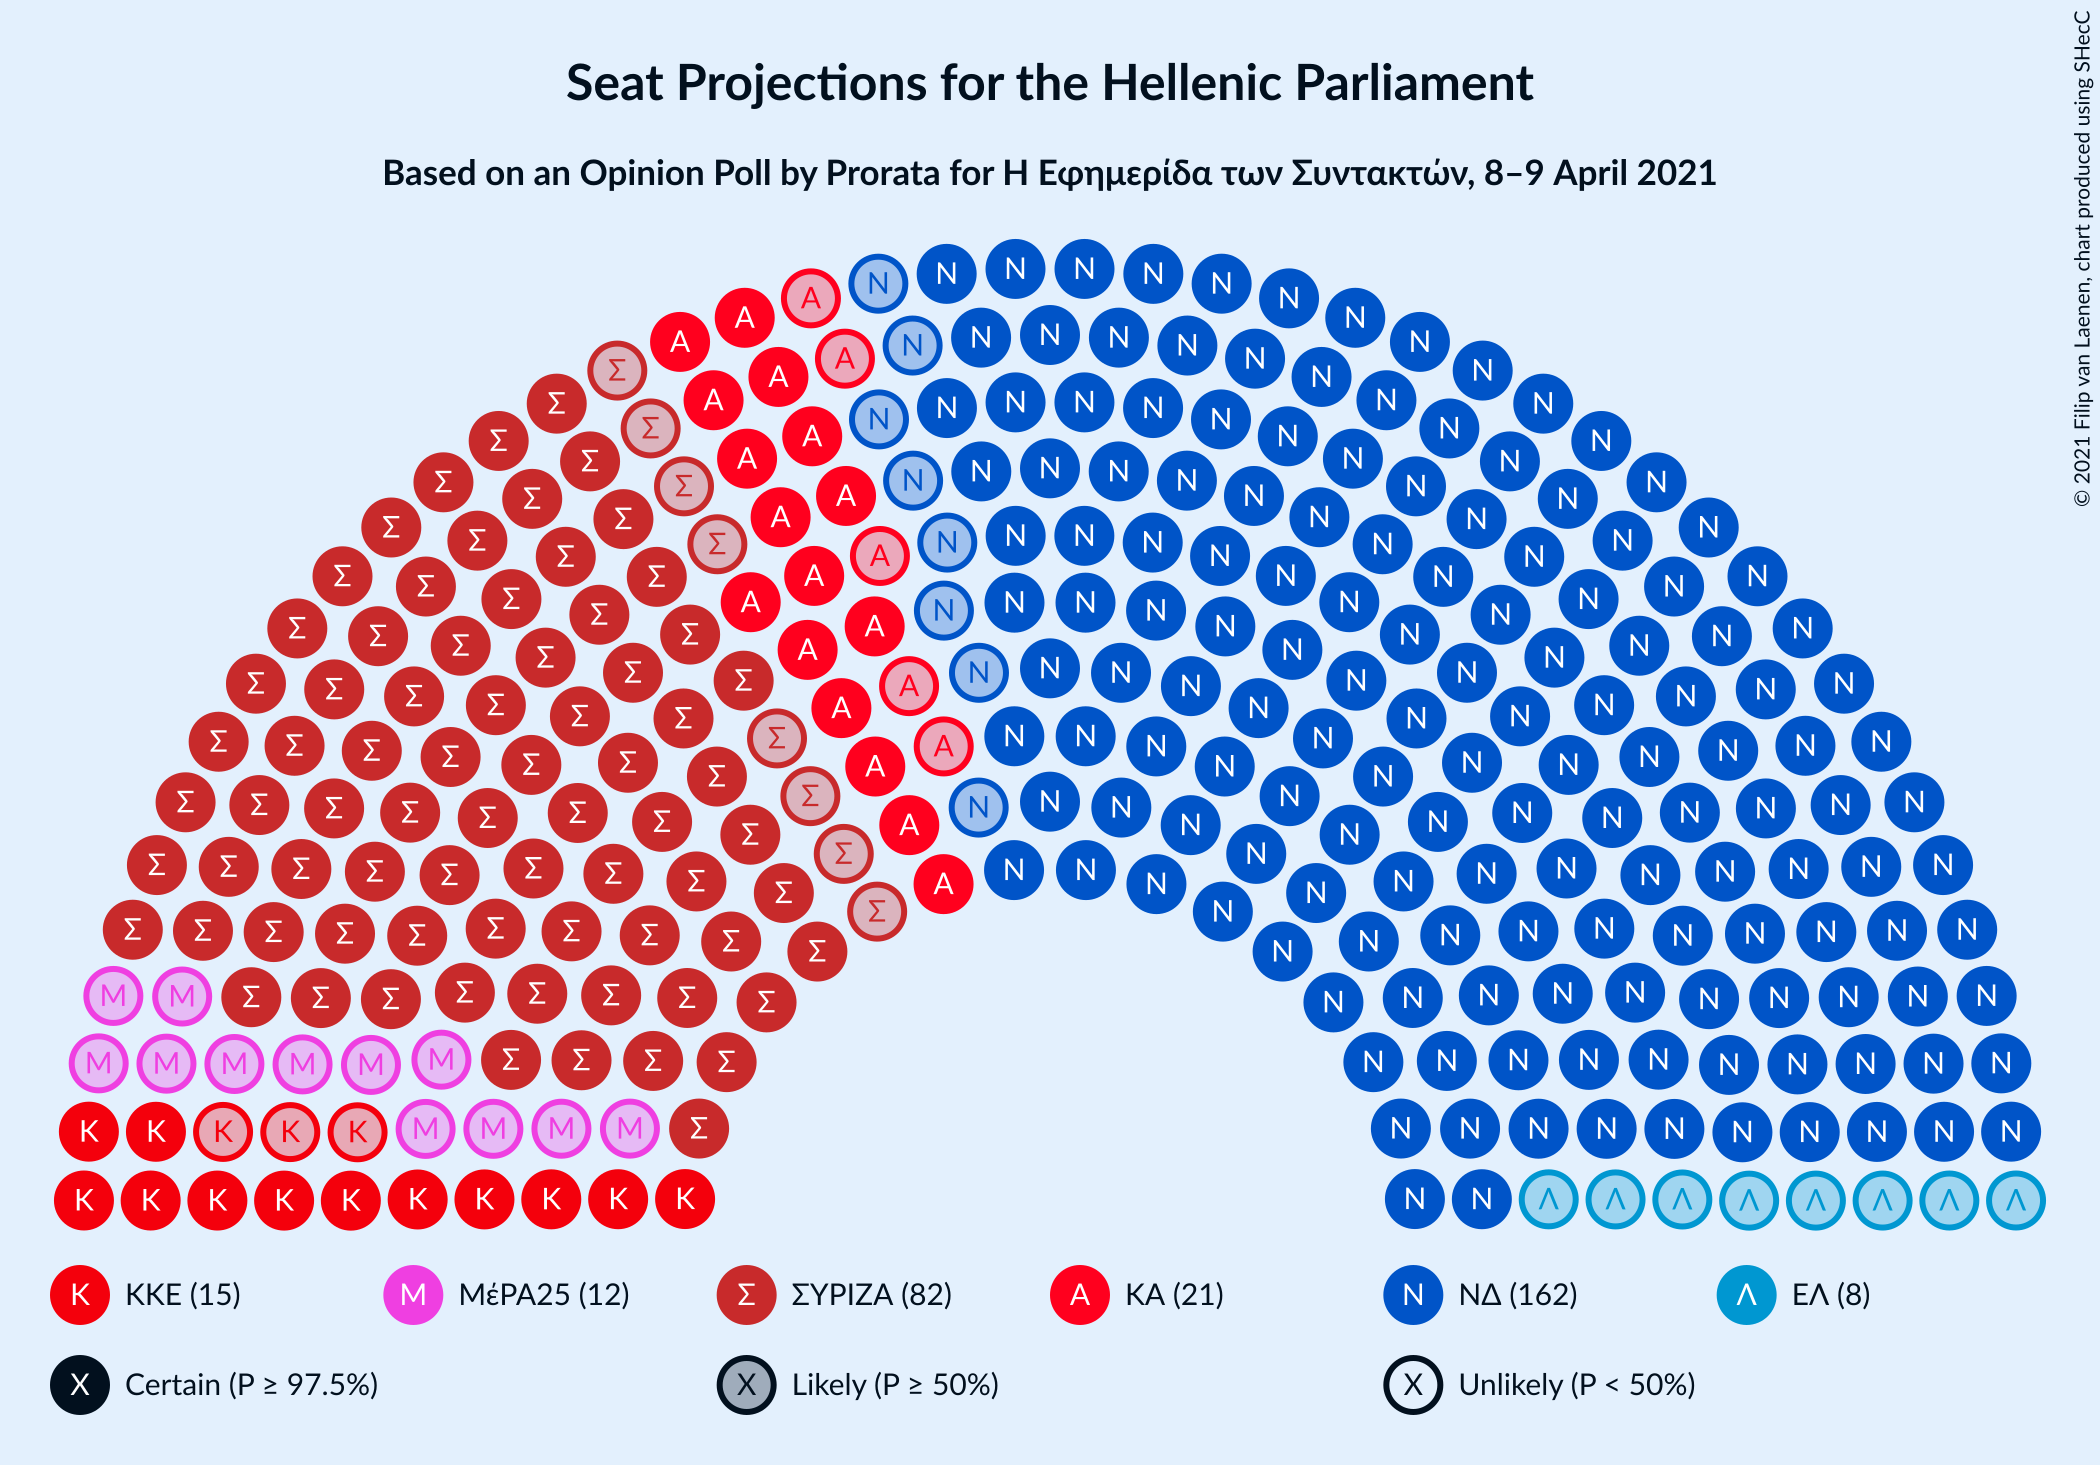 Seat Projections for the Hellenic Parliament
Based on an Opinion Poll by Prorata for Η Εφημερίδα των Συντακτών, 8–9 April 2021
© 2021 Filip van Laenen, chart produced using SHecC
Κ ΚΚΕ (15) Μ ΜέΡΑ25 (12) Σ ΣΥΡΙΖΑ (82) Α ΚΑ (21) Ν ΝΔ (162) Λ ΕΛ (8)
X Certain (P ≥ 97.5%) X Likely (P ≥ 50%) X Unlikely (P < 50%)